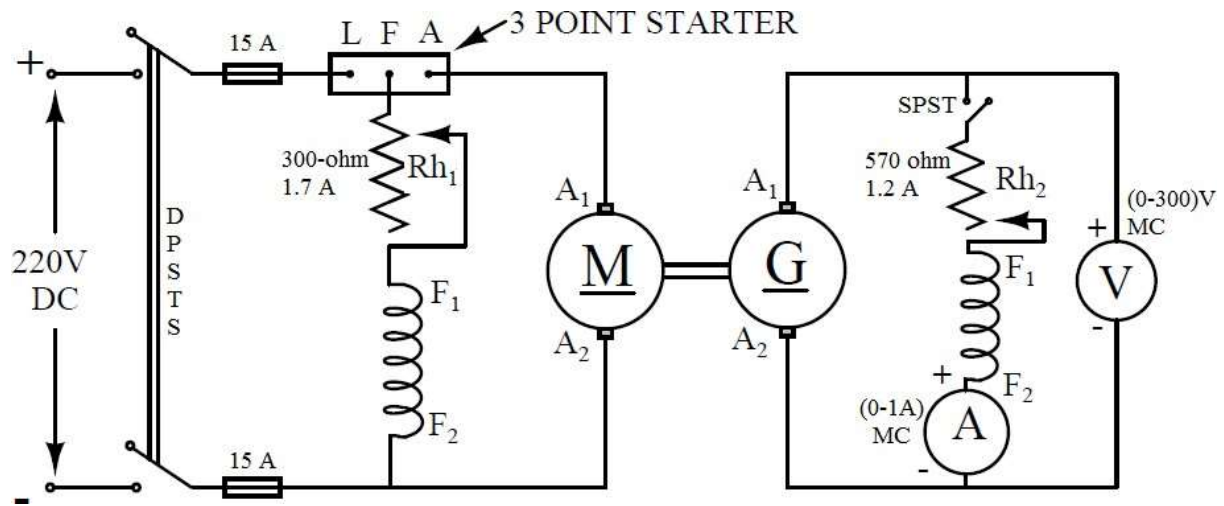 3 POINT STARTER
15 A
L F A
+
SPST
300-ohm
1.7 A
Rh1
570 ohm
1.2 A
Rh2
DPSTS
A1
A1
(0-300)V
MC
+
220V
DC
M
G
F1
V
F1
-
A2
A2
+
F2
(0-1A)
MC
A
F2
-
15 A
-